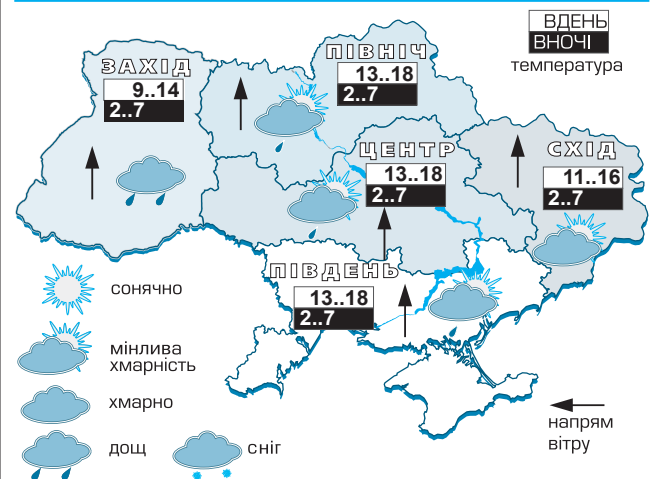 ВДЕНЬ
ВНОЧІ
температура
ПІВНІЧ
13..18
2..7
ЗАХІД
9..14
2..7
ЦЕНТР
13..18
2..7
СХІД
11..16
2..7
ПІВДЕНЬ
13..18
2..7
сонячно
мінлива
хмарність
хмарно
дощ
сніг
напрям
вітру